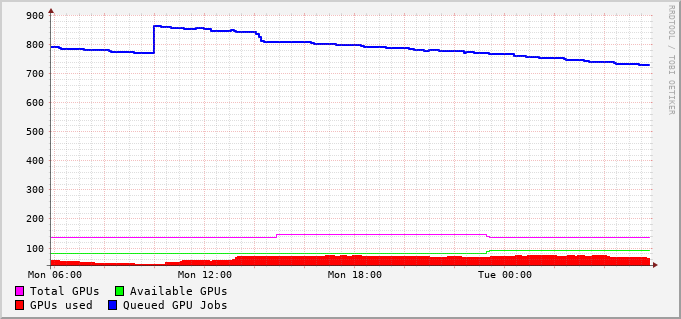 900
800
700
600
500
400
300
200
100
Mon 06:00 Mon 12:00 Mon 18:00 Tue 00:00
Total GPUs Available GPUs
GPUs used Queued GPU Jobs
RRDTOOL / TOBI OETIKER